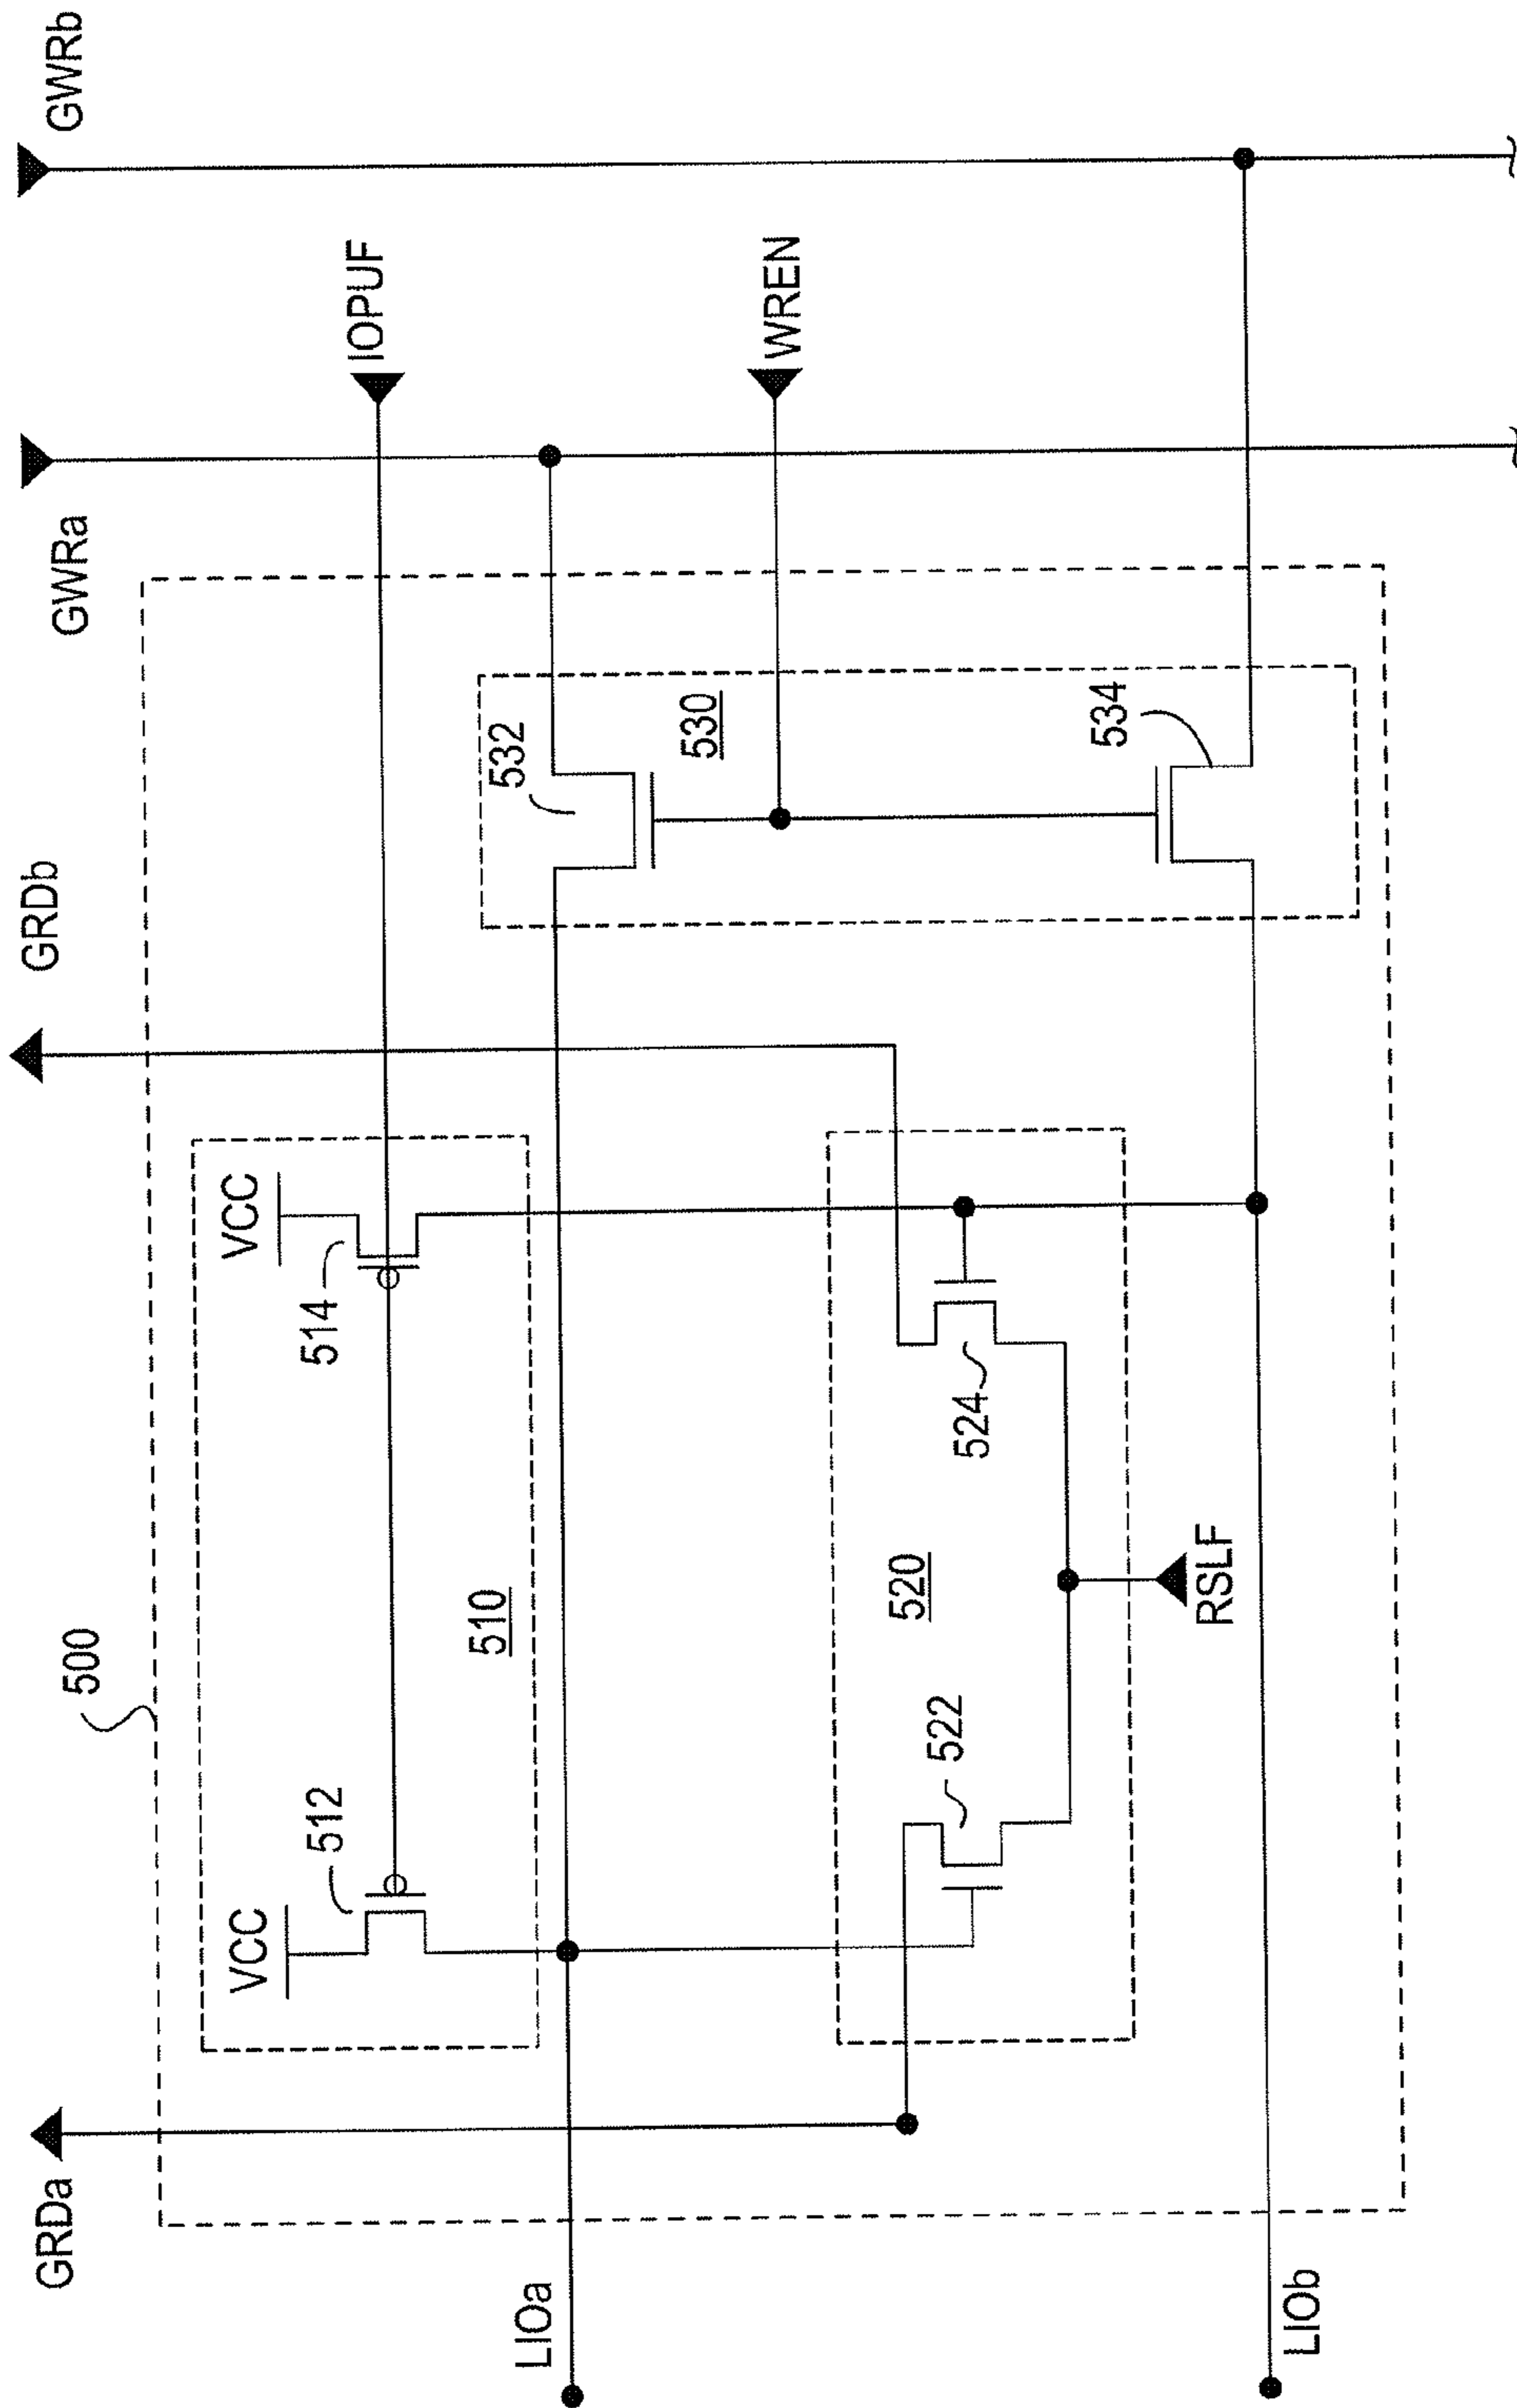 GRDa
GRDb
GWRa
GWRb
500
VCC
512
VCC
514
IOPUF
510
LIOa
532
530
WREN
520
522
524
534
RSLF
LIOb